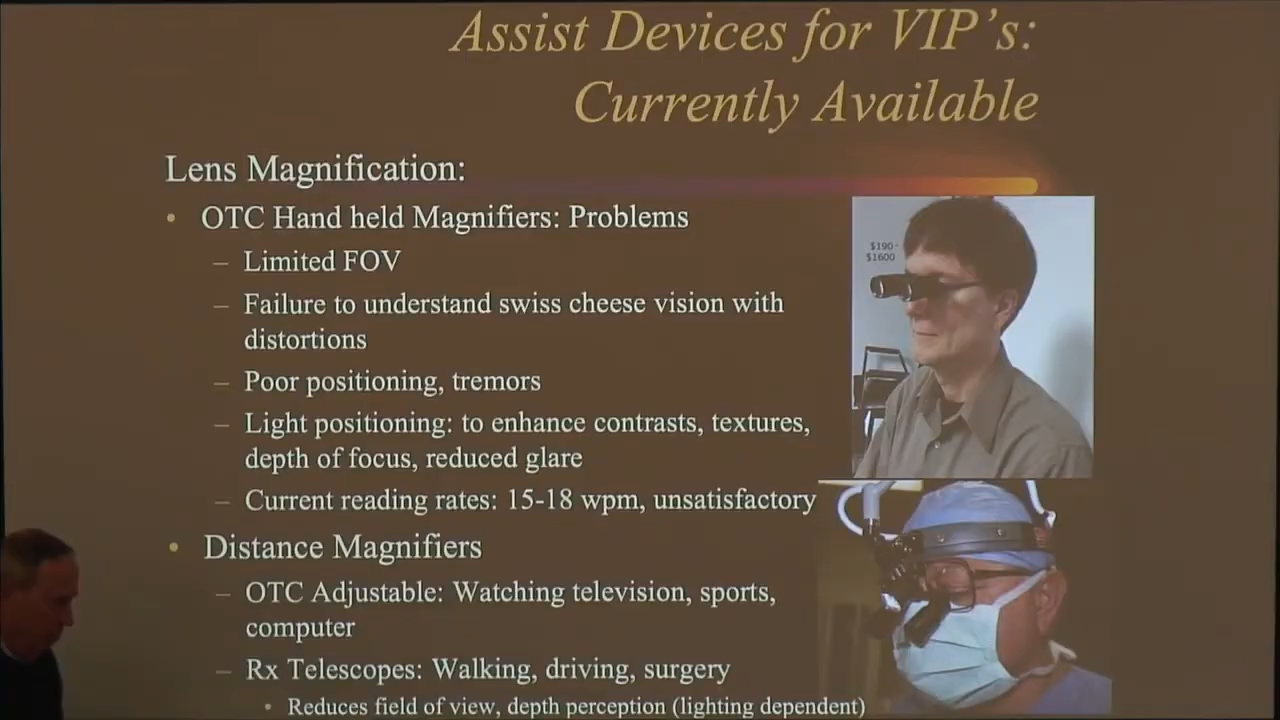 Assist Devices for VIP's:
Currently Available
Lens Magnification:
• OTC Hand held Magnifiers: Problems
– Limited FOV
– Failure to understand swiss cheese vision with
distortions
– Poor positioning, tremors
– Light positioning: to enhance contrasts, textures,
depth of focus, reduced glare
– Current reading rates: 15-18 wpm, unsatisfactory
• Distance Magnifiers
– OTC Adjustable: Watching television, sports,
computer
– Rx Telescopes: Walking, driving, surgery
• Reduces field of view, depth perception (lighting dependent)
$190 -
$1600